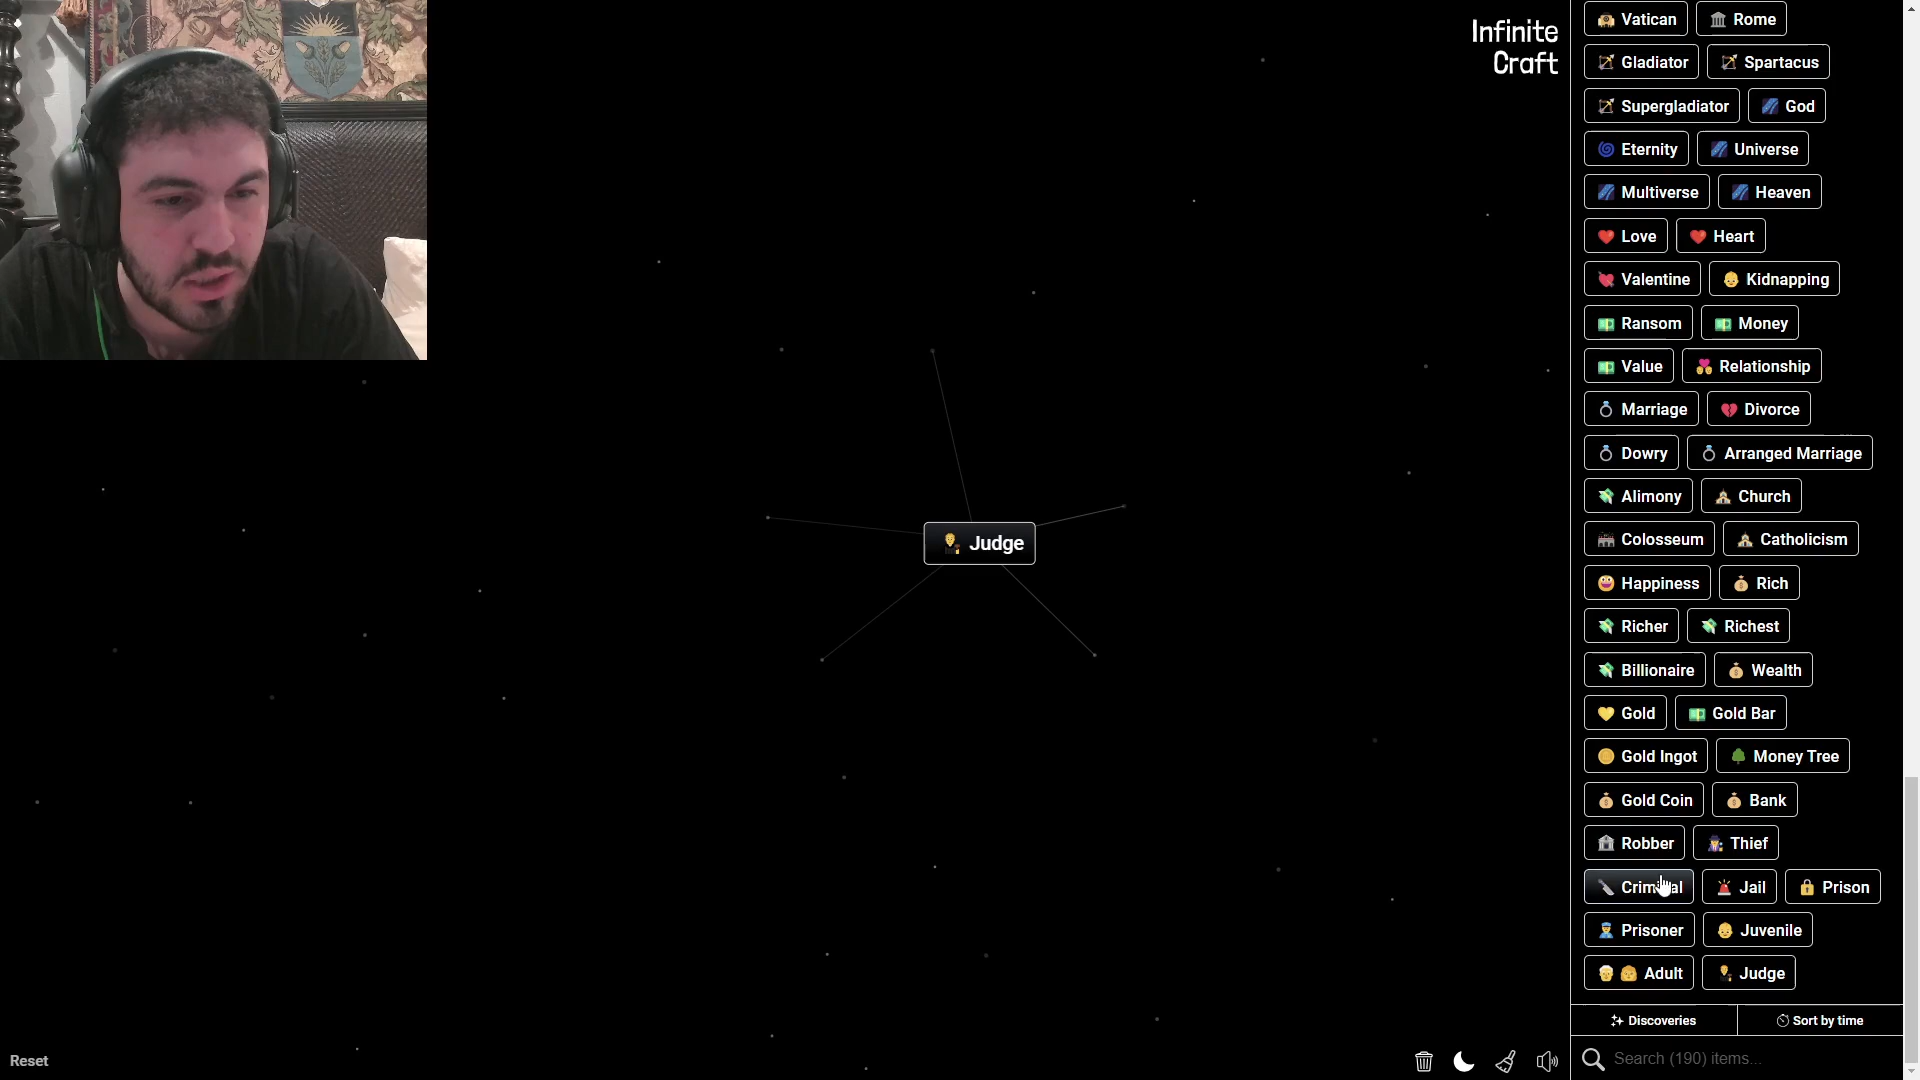 Infinite
Craft
Vatican Rome
Gladiator Spartacus
Supergladiator God
Eternity Universe
Multiverse Heaven
Love Heart
Valentine Kidnapping
Ransom Money
Value Relationship
Marriage Divorce
Dowry Arranged Marriage
Alimony Church
Colosseum Catholicism
Happiness Rich
Richer Richest
Billionaire Wealth
Gold Gold Bar
Gold Ingot Money Tree
Gold Coin Bank
Robber Thief
Criminal Jail Prison
Prisoner Juvenile
Adult Judge
Judge
Discoveries Sort by time
Search (190) items...
Reset